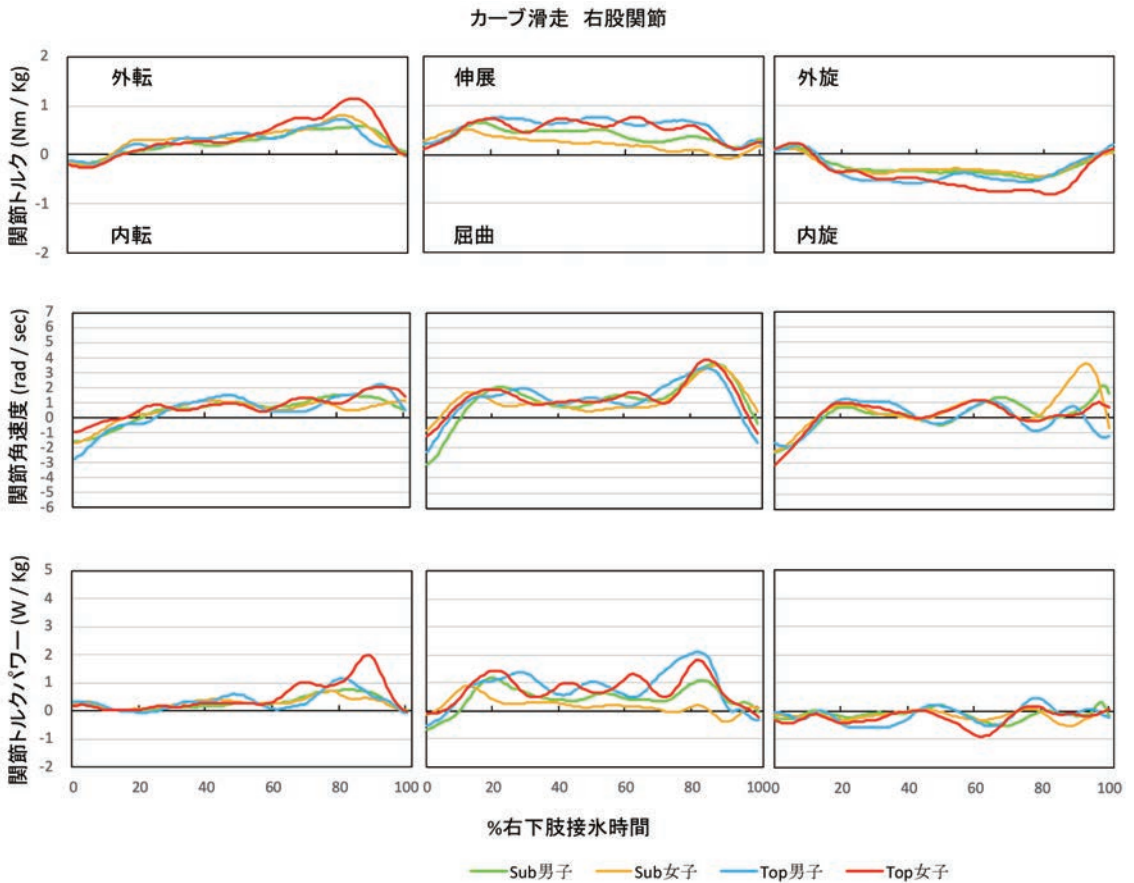 カーブ滑走 右股関節
関節トルク (Nm / Kg)
2
1
0
-1
-2
外転
内転
伸展
屈曲
外旋
内旋
関節角速度 (rad / sec)
7
6
5
4
3
2
1
0
-1
-2
-3
-4
-5
-6
関節トルクパワー (W / Kg)
5
4
3
2
1
0
-1
-2
0 20 40 60 80 100
0 20 40 60 80 100
0 20 40 60 80 100
%右下肢接氷時間
Sub男子 Sub女子 Top男子 Top女子